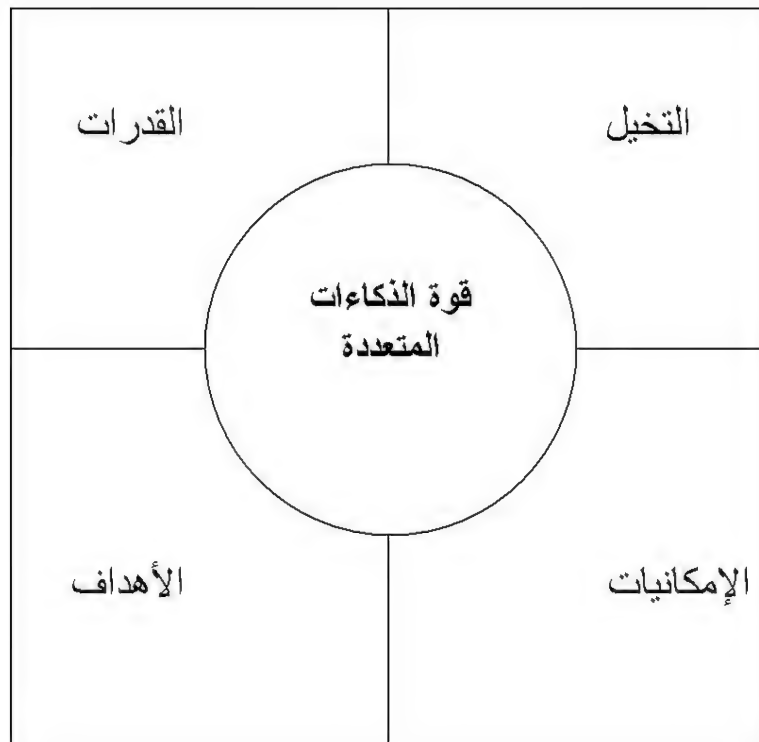 التخيل
القدرات
قوة الذكاءات
المتعددة
الإمكانيات
الأهداف